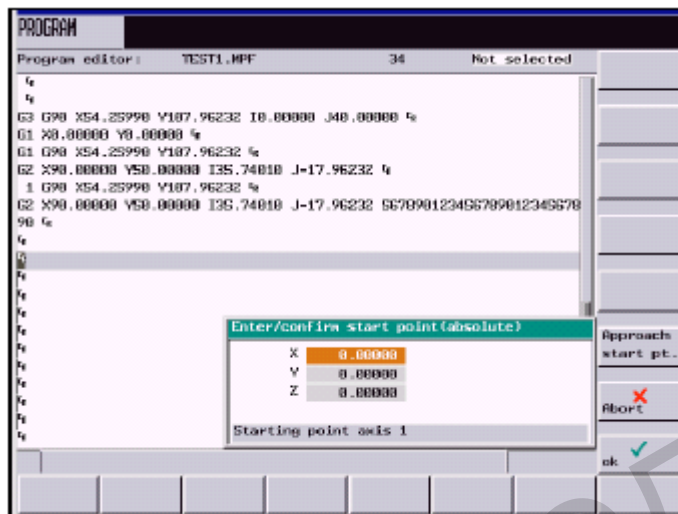 PROGRAM
Program editor: TEST1.MPF 34 Not selected
G3 G90 X54.25990 Y107.96232 I0.00000 J40.00000
G1 X0.00000 Y0.00000
G1 G90 X54.25990 Y107.96232
G2 X90.00000 Y50.00000 I35.74010 J-17.96232
1 G90 X54.25990 Y107.96232
G2 X90.00000 Y50.00000 I35.74010 J-17.96232 567890123456789012345678
90
Enter/confirm start point(absolute)
X 0.00000
Y 0.00000
Z 0.00000
Starting point axis 1
Approach
start pt.
Abort
ok